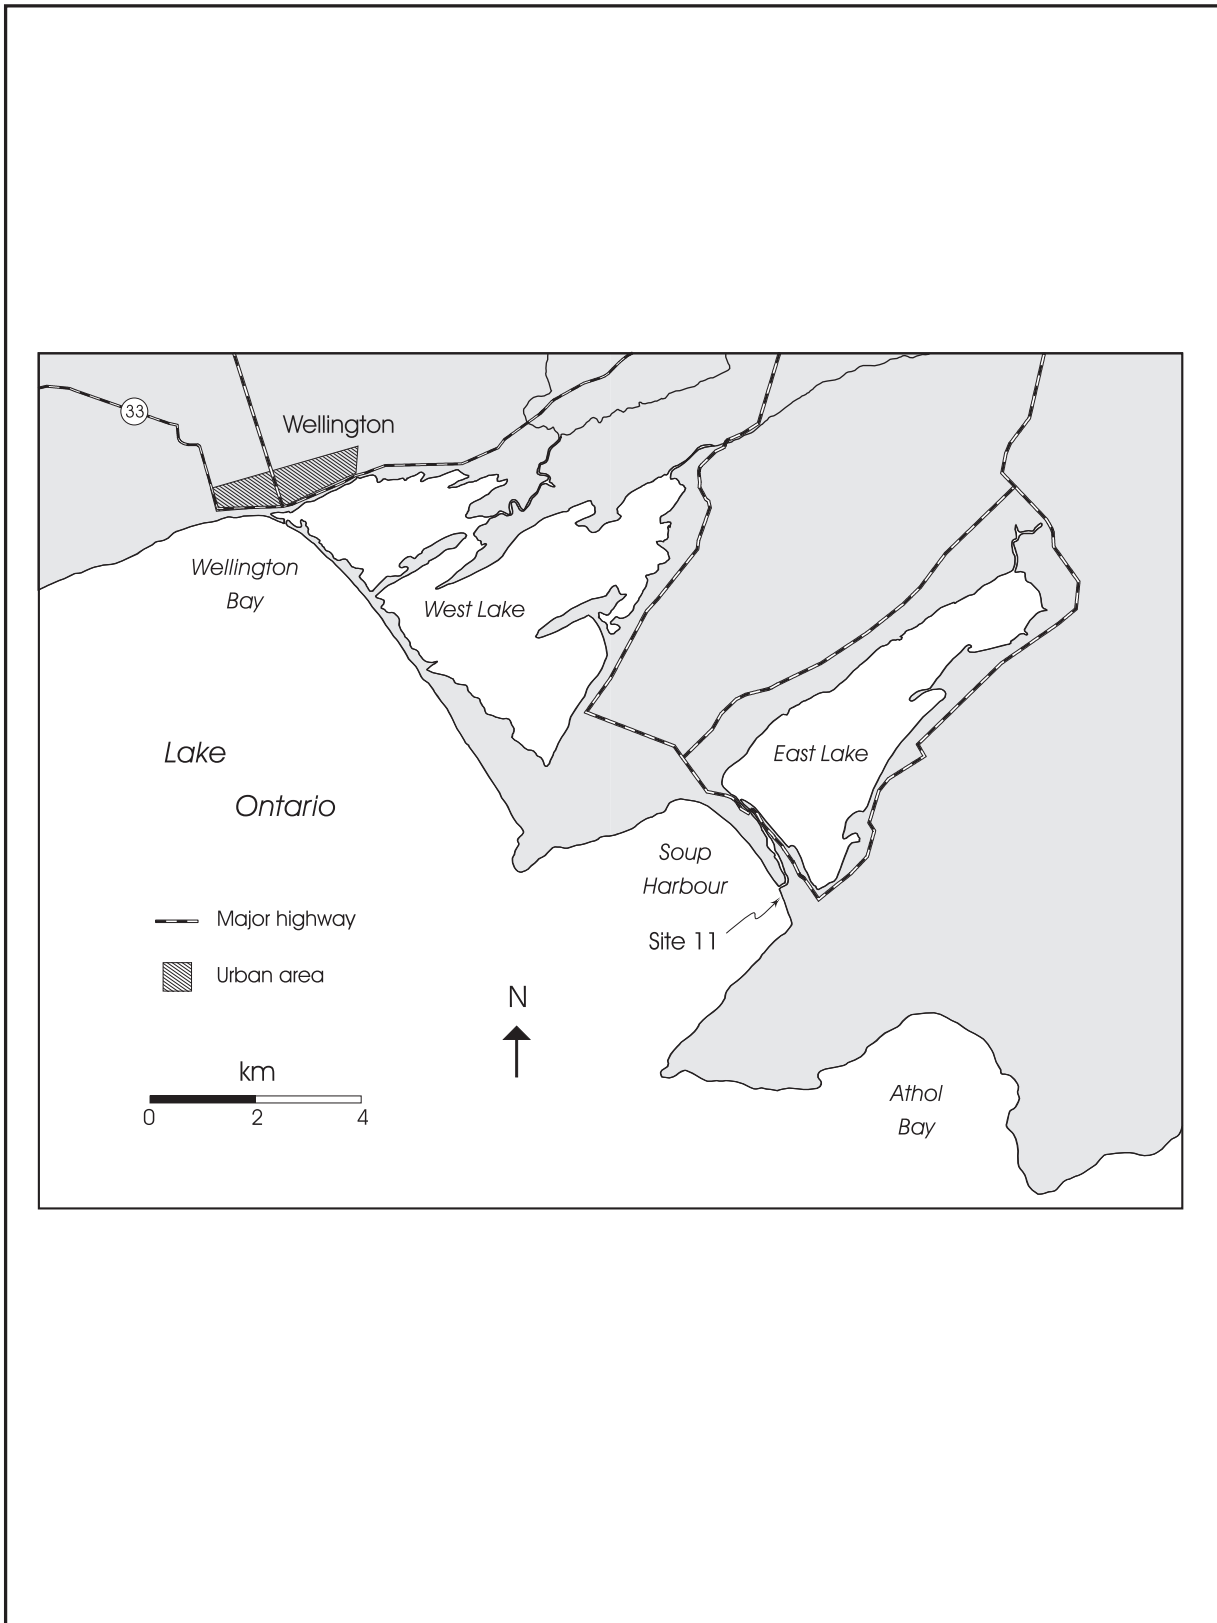 33
Wellington
Wellington
Bay
West Lake
Lake
Ontario
East Lake
Soup
Harbour
Site 11
Major highway
Urban area
N
km
0 2 4
Athol
Bay